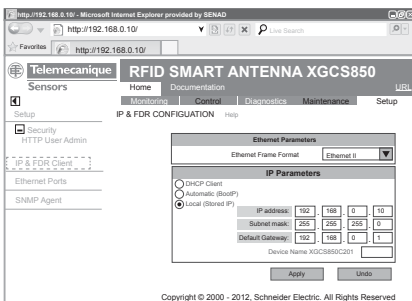 http://192.168.0.10/ - Microsoft Internet Explorer provided by SENAD
http://192.168.0.10/
Live Search
Favorites
http://192.168.0.10/
Telemecanique
Sensors
RFID SMART ANTENNA XGCS850
Home Documentation URL
Monitoring Control Diagnostics Maintenance Setup
Setup
IP & FDR CONFIGUATION Help
Security
HTTP User Admin
IP & FDR Client
Ethernet Ports
SNMP Agent
Ethernet Parameters
Ethernet Frame Format Ethernet II
IP Parameters
DHCP Client
Automatic (BootP)
Local (Stored IP)
IP address: 192 . 168 . 0 . 10
Subnet mask: 255 . 255 . 255 . 0
Default Gateway: 192 . 168 . 0 . 1
Device Name XGCS850C201
Apply Undo
Copyright © 2000 - 2012, Schneider Electric. All Rights Reserved